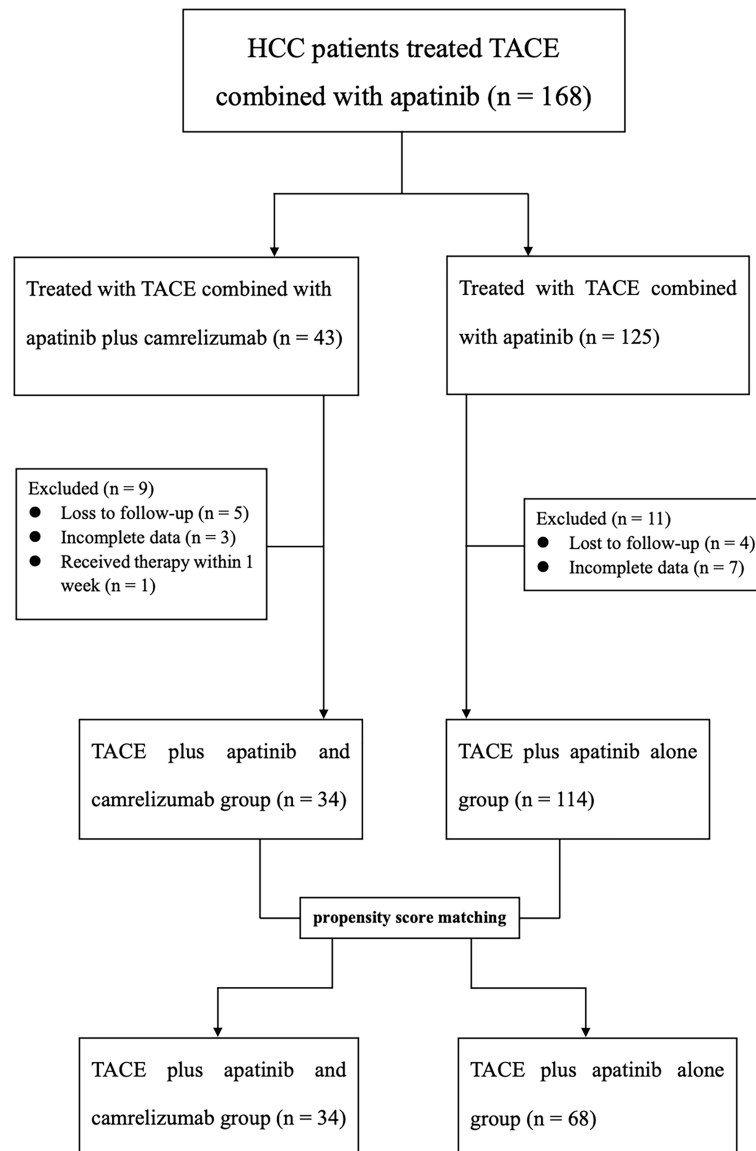 HCC patients treated TACE
combined with apatinib (n = 168)
Treated with TACE combined with
apatinib plus camrelizumab (n = 43)
Treated with TACE combined
with apatinib (n = 125)
Excluded (n = 9)
● Loss to follow-up (n = 5)
● Incomplete data (n = 3)
● Received therapy within 1
week (n = 1)
Excluded (n = 11)
● Lost to follow-up (n = 4)
● Incomplete data (n = 7)
TACE plus apatinib and
camrelizumab group (n = 34)
TACE plus apatinib alone
group (n = 114)
propensity score matching
TACE plus apatinib and
camrelizumab group (n = 34)
TACE plus apatinib alone
group (n = 68)